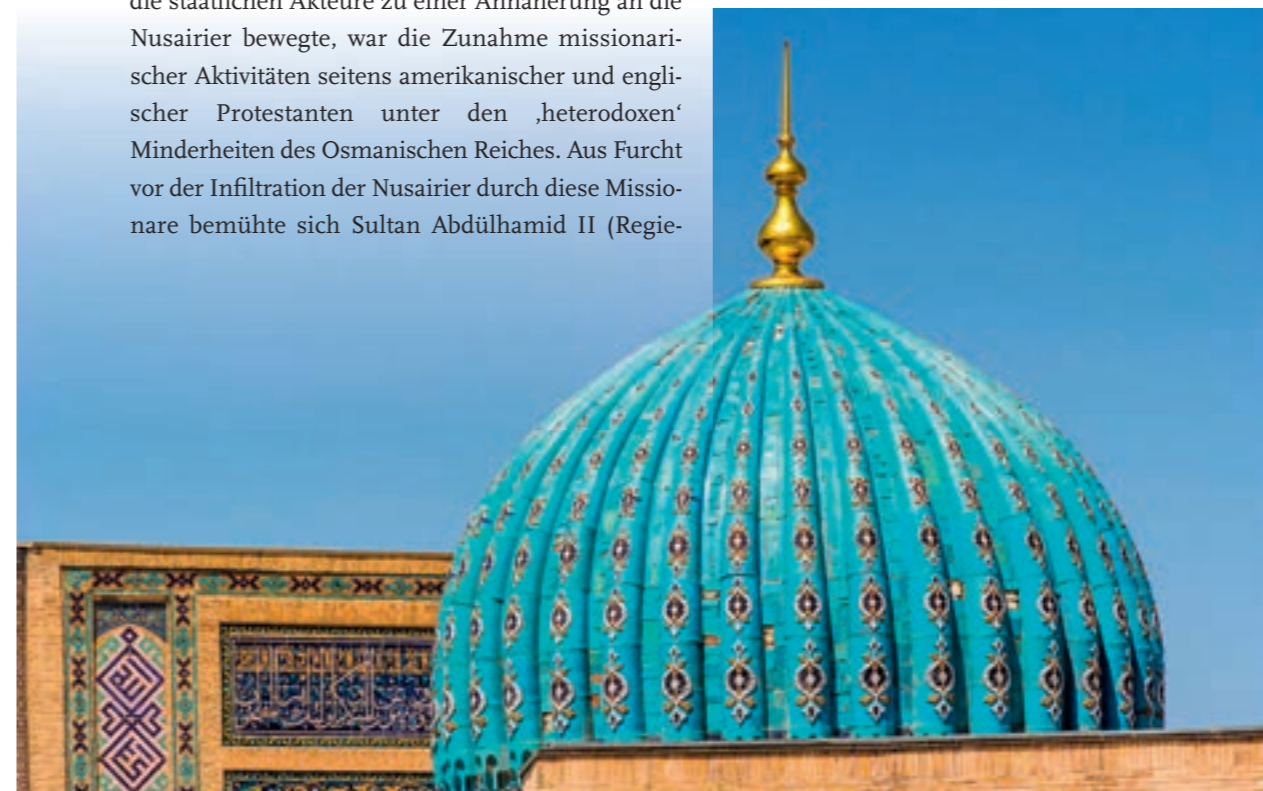 die staatlichen Akteure zu einer Annäherung an die
Nusairier bewegte, war die Zunahme missionari-
scher Aktivitäten seitens amerikanischer und engli-
scher Protestanten unter den ‚heterodoxen‘
Minderheiten des Osmanischen Reiches. Aus Furcht
vor der Infiltration der Nusairier durch diese Missio-
nare bemühte sich Sultan Abdülhamid II (Regie-